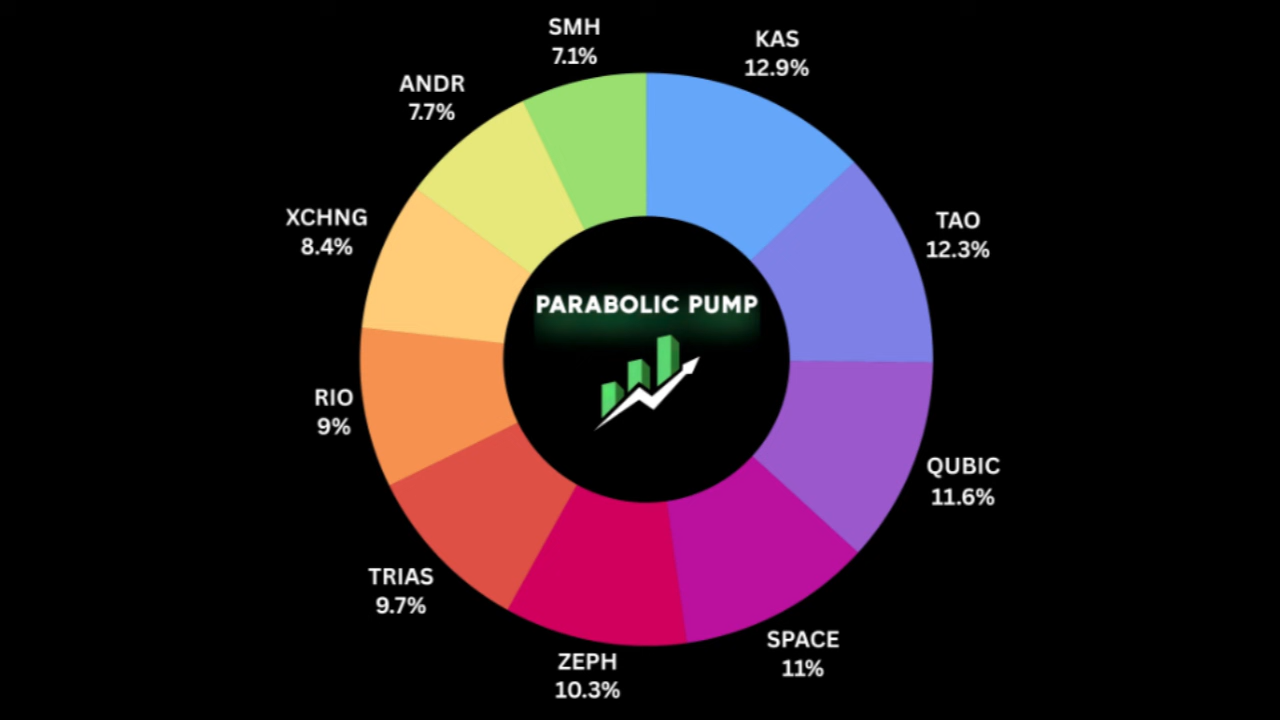 SMH
7.1%
KAS
12.9%
ANDR
7.7%
TAO
12.3%
XCHNG
8.4%
PARABOLIC PUMP
RIO
9%
QUBIC
11.6%
TRIAS
9.7%
SPACE
11%
ZEPH
10.3%